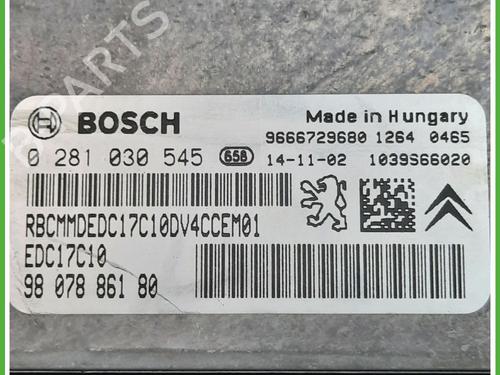 B-PARTS
BOSCH
Made in Hungary
9666729680 1264 0465
0 281 030 545 658 14-11-02 1039S66020
RBCMMDEDC17C10DV4CCEM01
EDC17C10
98 078 861 80